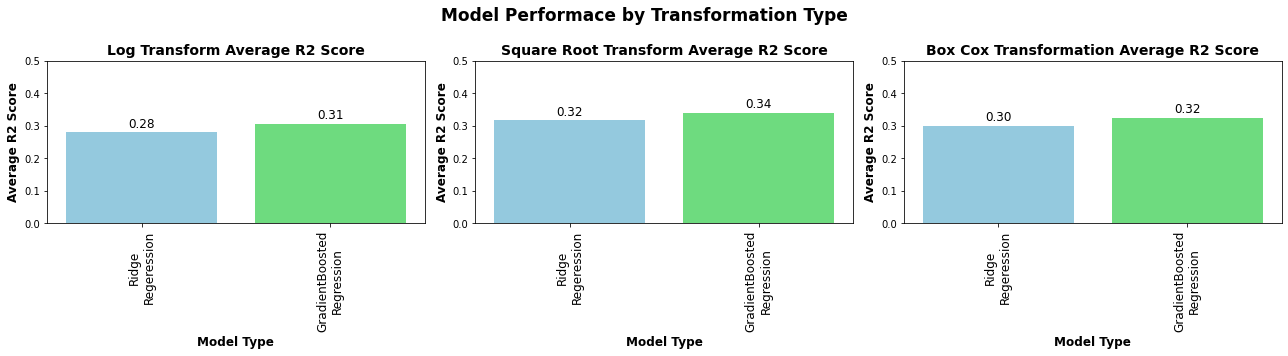 Model Performace by Transformation Type
Log Transform Average R2 Score
Average R2 Score
0.5
0.4
0.3
0.2
0.1
0.0
0.28
0.31
Ridge
Regeression
GradientBoosted
Regression
Model Type
Square Root Transform Average R2 Score
Average R2 Score
0.5
0.4
0.3
0.2
0.1
0.0
0.32
0.34
Ridge
Regeression
GradientBoosted
Regression
Model Type
Box Cox Transformation Average R2 Score
Average R2 Score
0.5
0.4
0.3
0.2
0.1
0.0
0.30
0.32
Ridge
Regeression
GradientBoosted
Regression
Model Type